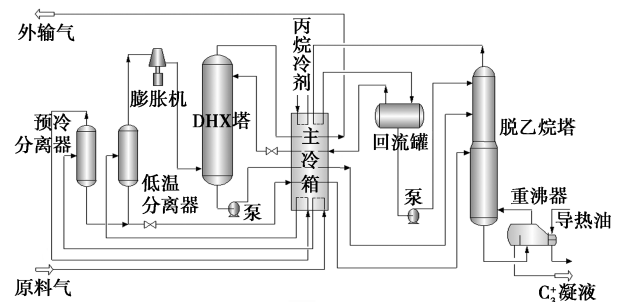 外输气
膨胀机
预冷
分离器
低温
分离器
DHX塔
泵
丙烷冷剂
主冷箱
回流罐
泵
脱乙烷塔
重沸器
导热油
原料气
C₃⁺凝液